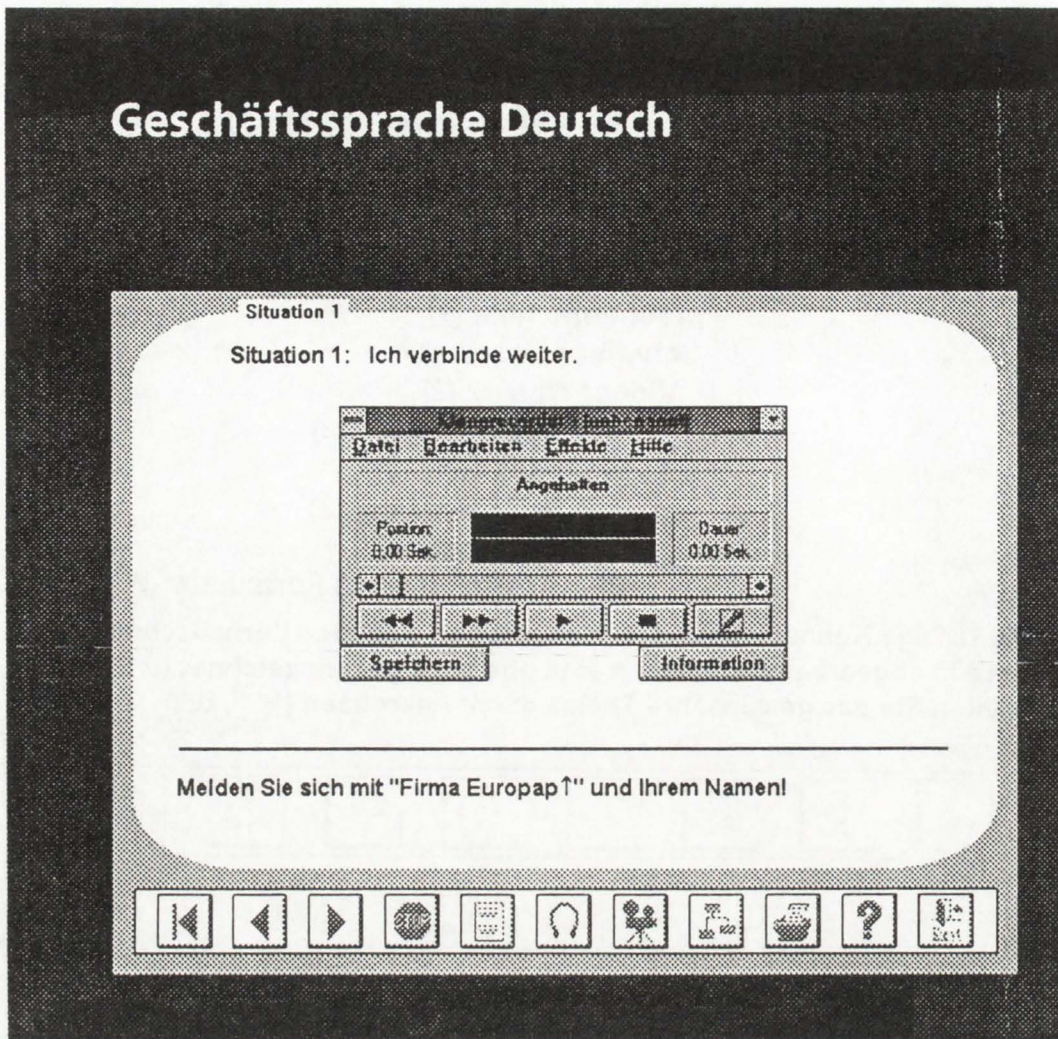 Geschäftssprache Deutsch
Situation 1
Situation 1: Ich verbinde weiter.
Datei Bearbeiten Effekte Hilfe
Angehalten
Position: Dauer:
0.00 Sek. 0.00 Sek.
Speichern Information
Melden Sie sich mit "Firma Europap↑" und Ihrem Namen!
?
Exit